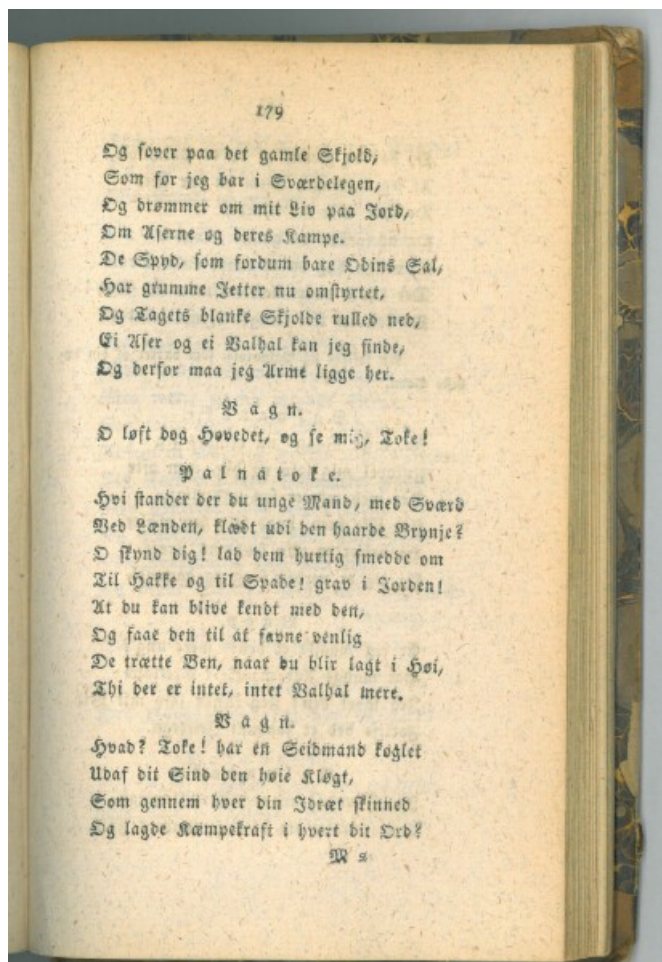 179
Og sover paa det gamle Skjold,
Som før jeg bar i Sværdelegen,
Og drømmer om mit Liv paa Jord,
Om Aserne og deres Kampe.
De Spyd, som fordum bare Odins Sal,
Har grumme Jetter nu omstyrtet,
Og Tagets blanke Skjolde rulled ned,
Ei Aser og ei Valhal kan jeg finde,
Og derfor maa jeg Arme ligge her.
Vagn.
O løft dog Hovedet, og se mig, Toke!
Palnatoke.
Hvi stander der du unge Mand, med Sværd
Ved Lænden, klædt udi den haarde Brynje?
O skynd dig! lad dem hurtig smedde om
Til Hakke og til Spade! grav i Jorden!
At du kan blive kendt med den,
Og faae den til at favne venlig
De trætte Ben, naar du blir lagt i Høi,
Thi der er intet, intet Valhal mere.
Vagn.
Hvad? Toke! har en Seidmand koglet
Udaf dit Sind den høie Kløgt,
Som gennem hver din Idræt skinned
Og lagde Kæmpekraft i hvert dit Ord?
M 2